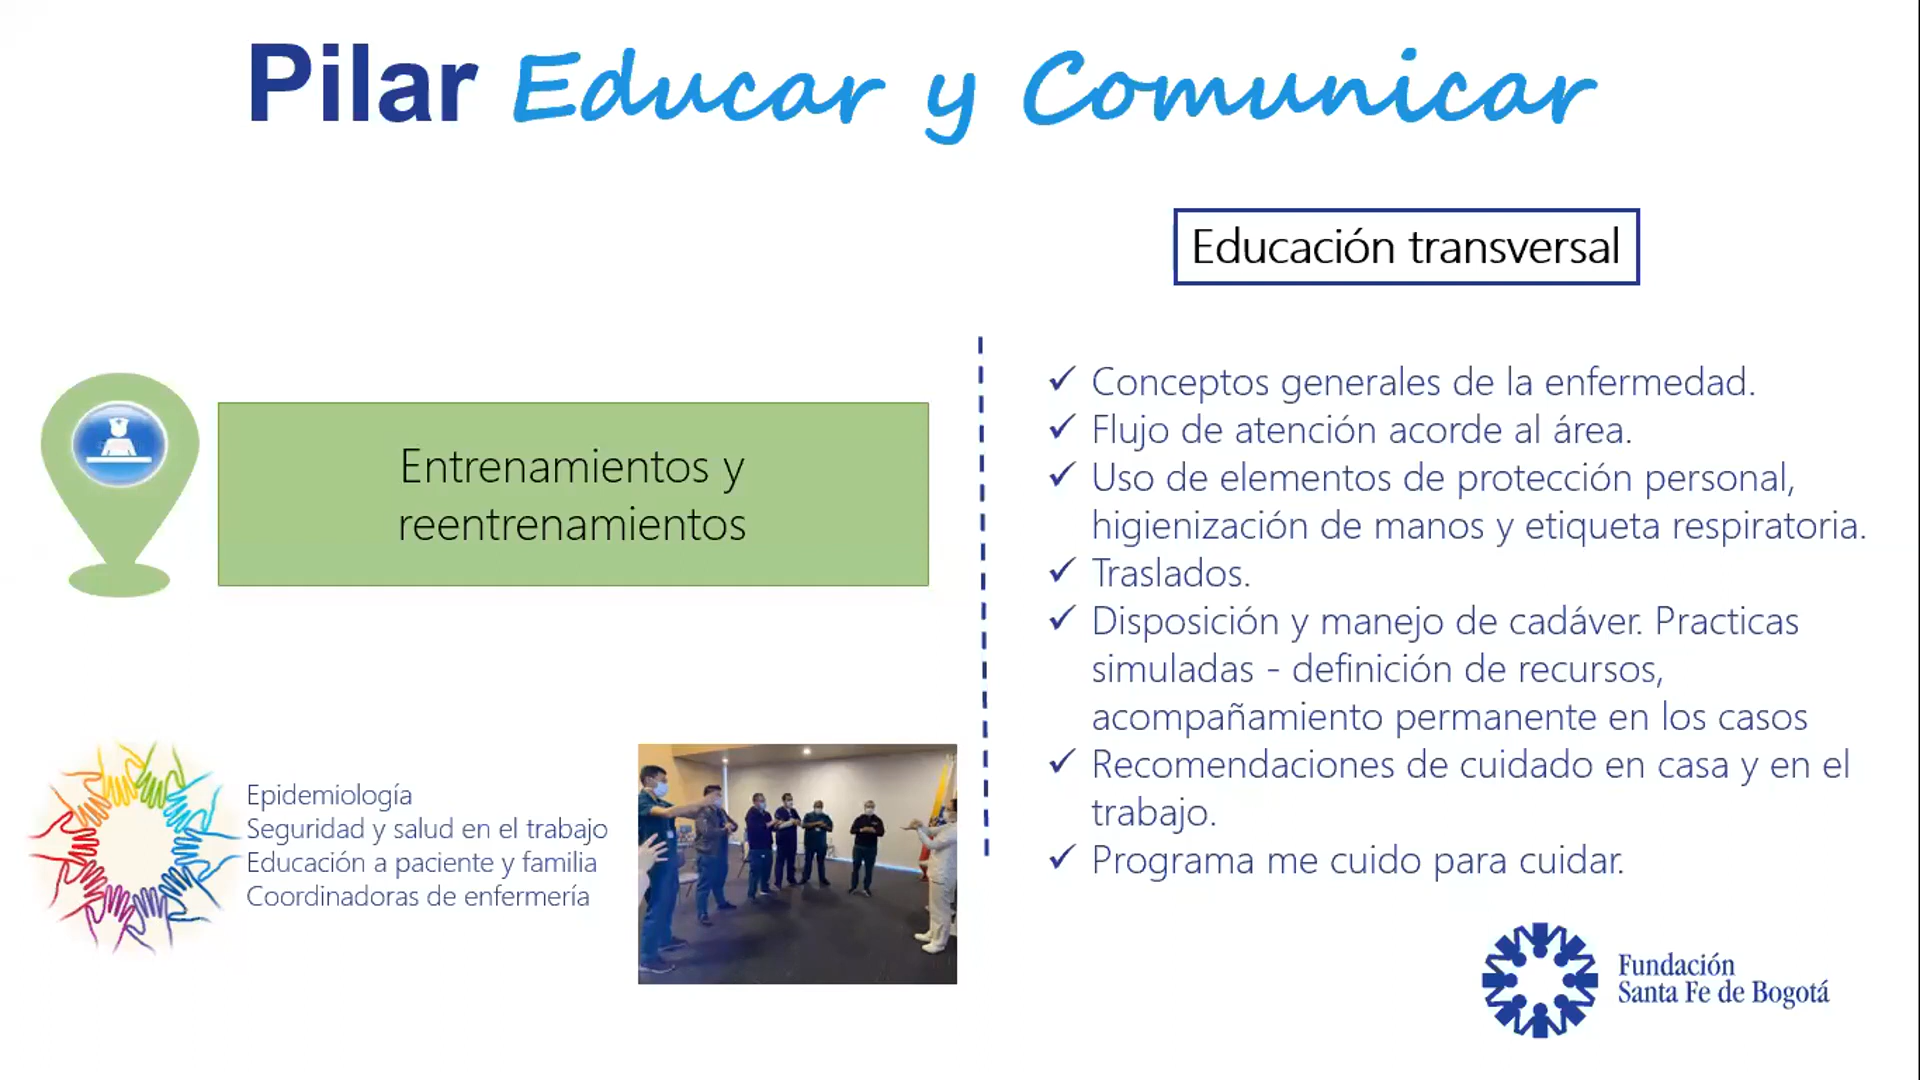 Pilar Educar y Comunicar
Educación transversal
Entrenamientos y
reentrenamientos
Epidemiología
Seguridad y salud en el trabajo
Educación a paciente y familia
Coordinadoras de enfermería
✓ Conceptos generales de la enfermedad.
✓ Flujo de atención acorde al área.
✓ Uso de elementos de protección personal,
higienización de manos y etiqueta respiratoria.
✓ Traslados.
✓ Disposición y manejo de cadáver. Practicas
simuladas - definición de recursos,
acompañamiento permanente en los casos
✓ Recomendaciones de cuidado en casa y en el
trabajo.
✓ Programa me cuido para cuidar.
Fundación
Santa Fe de Bogotá